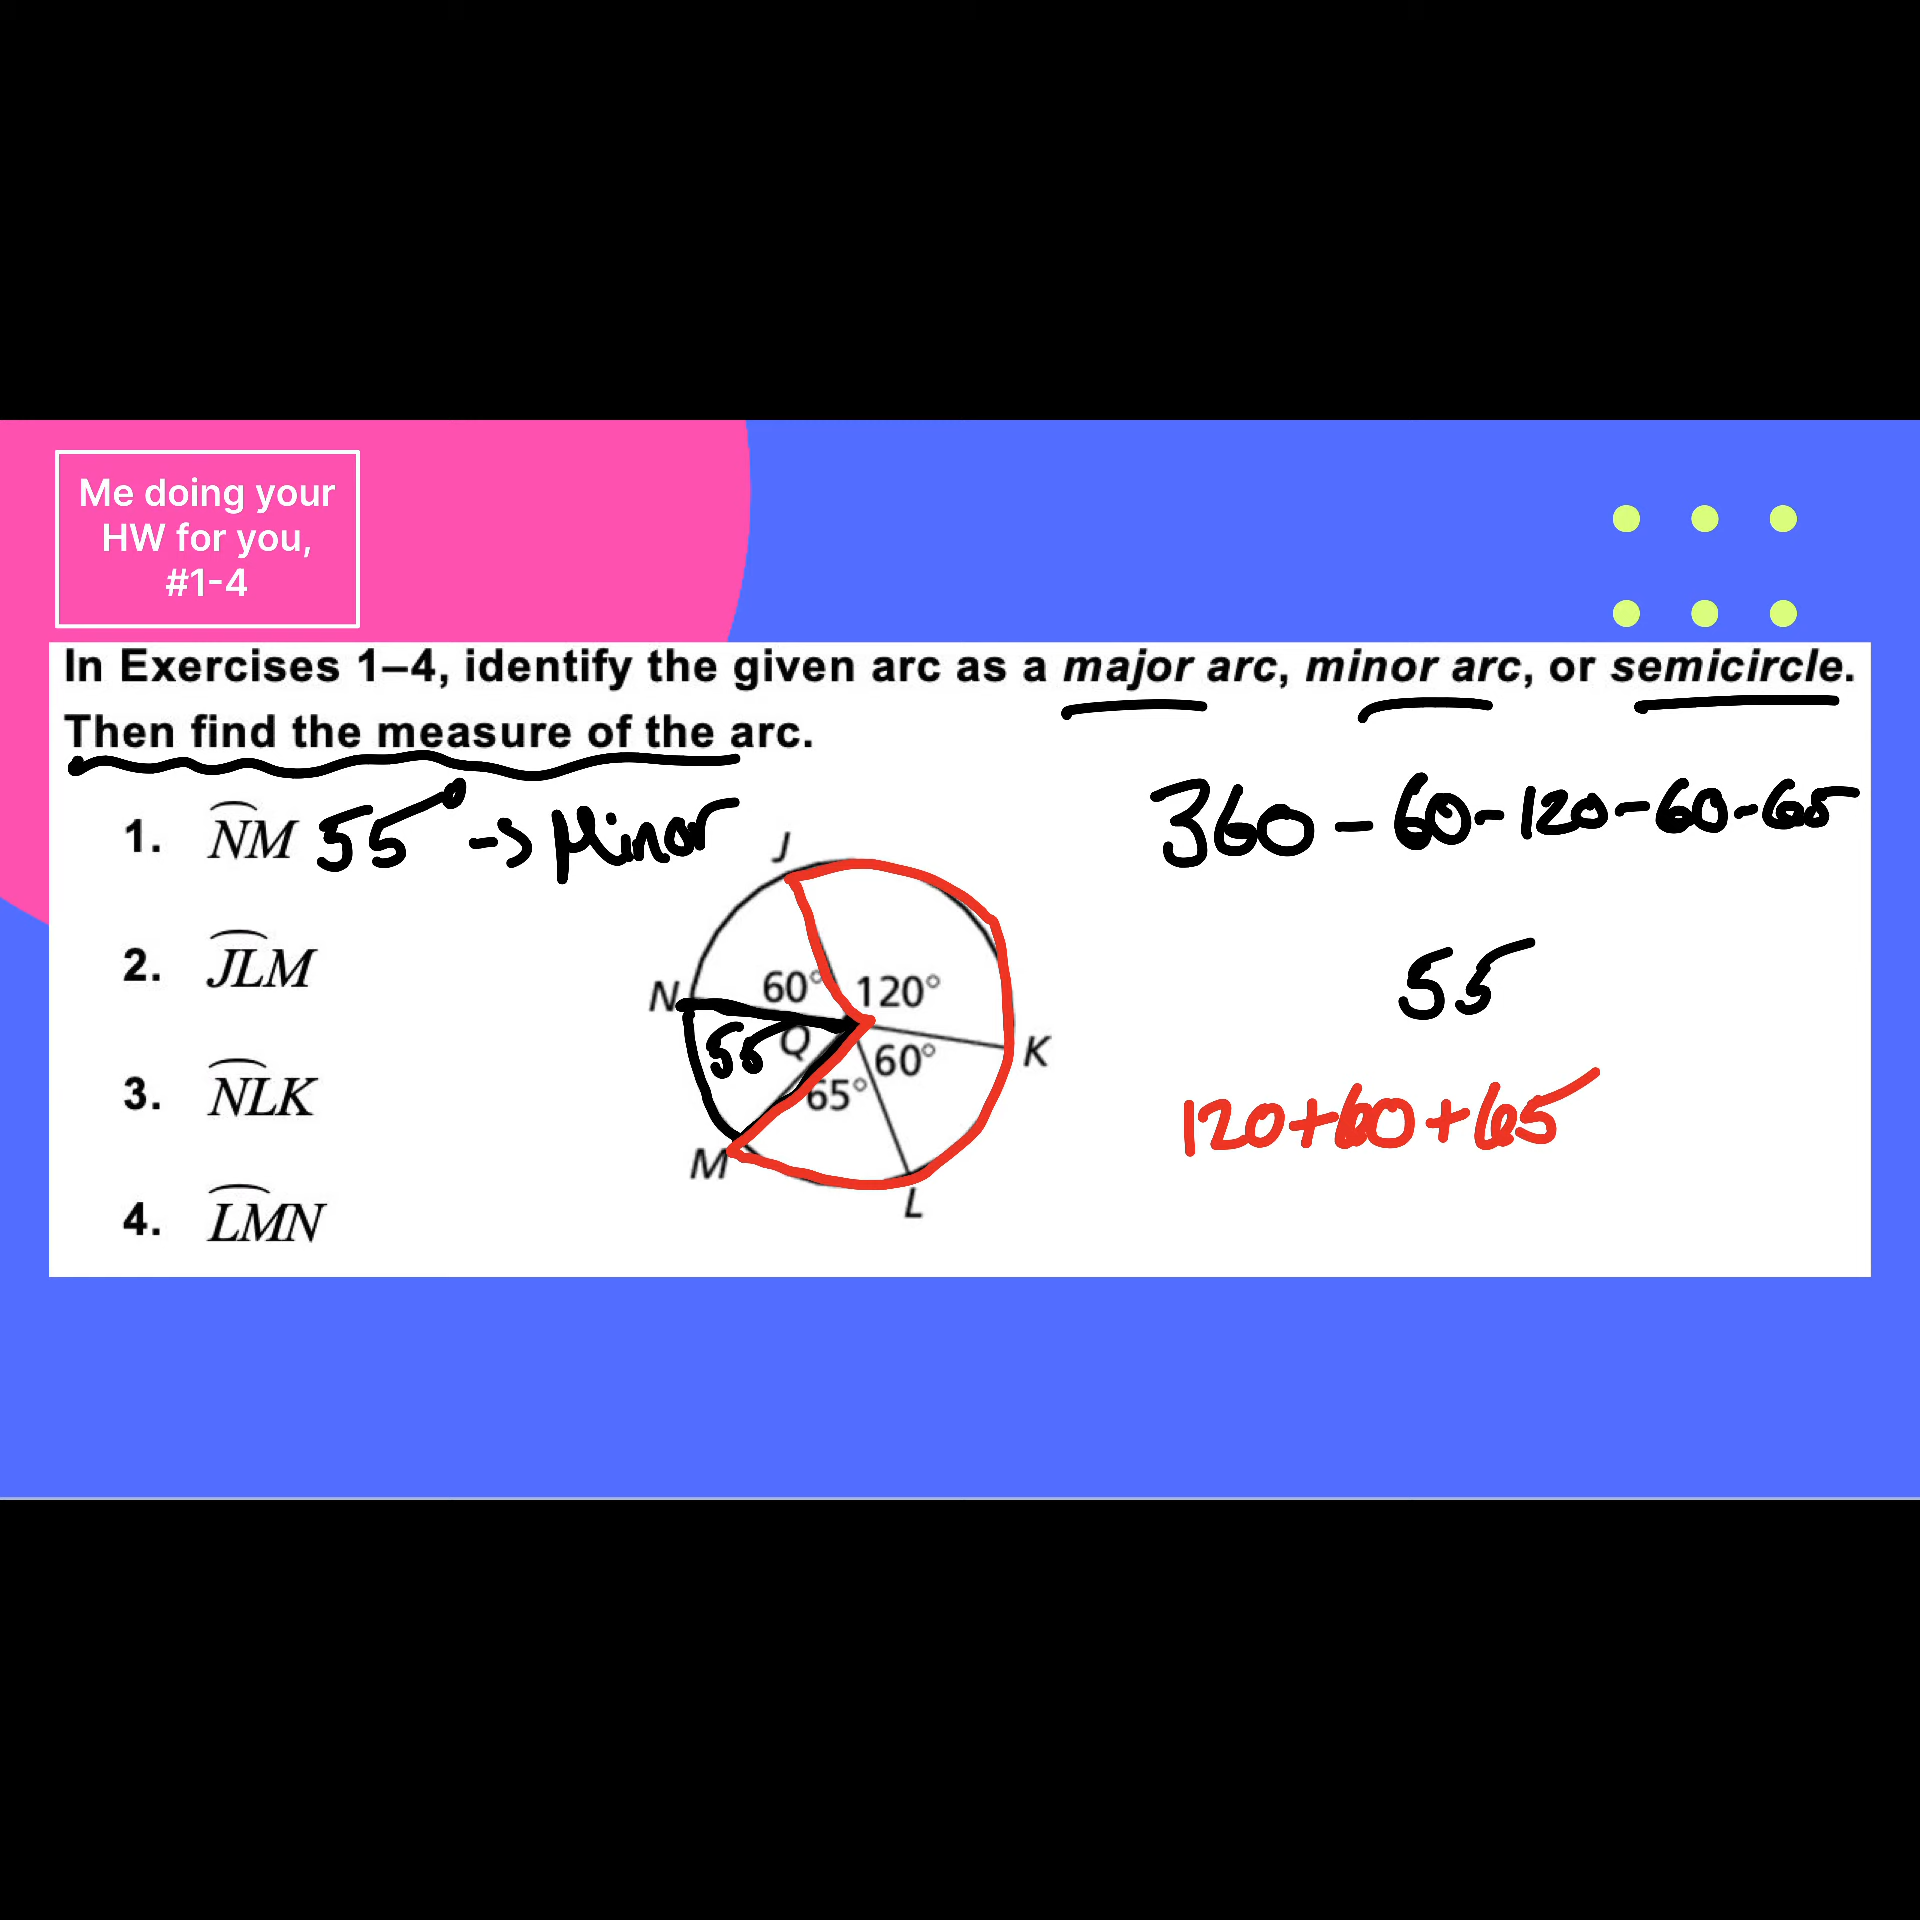 Me doing your
HW for you,
#1-4
In Exercises 1–4, identify the given arc as a major arc, minor arc, or semicircle.
Then find the measure of the arc.
1. NM 55° -> Minor
360-60-120-60-65
J
2. JLM
55
N
60°
120°
55
Q
60°
K
3. NLK
65°
120+60+65
M
L
4. LMN